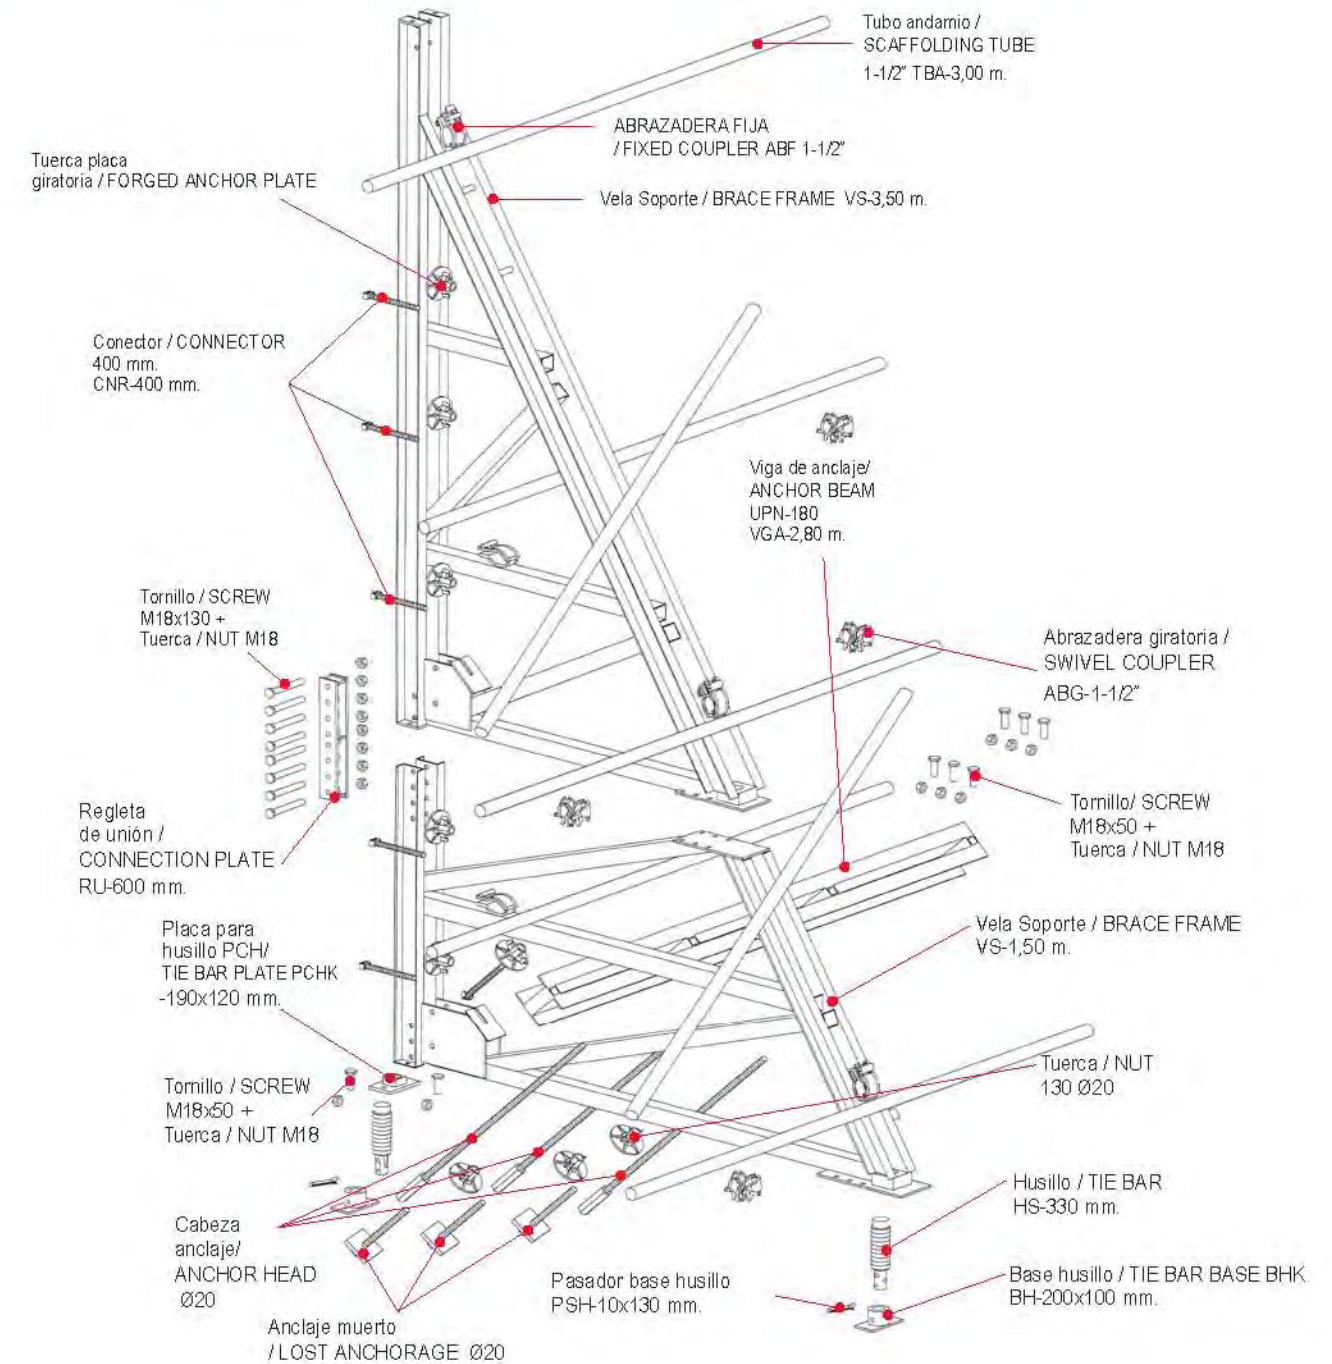 Tubo andamio /
SCAFFOLDING TUBE
1-1/2" TBA-3,00 m.
ABRAZADERA FIJA
/ FIXED COUPLER ABF 1-1/2"
Tuerca placa
giratoria / FORGED ANCHOR PLATE
Vela Soporte / BRACE FRAME VS-3,50 m.
Conector / CONNECTOR
400 mm.
CNR-400 mm.
Viga de anclaje/
ANCHOR BEAM
UPN-180
VGA-2,80 m.
Tornillo / SCREW
M18x130 +
Tuerca / NUT M18
Abrazadera giratoria /
SWIVEL COUPLER
ABG-1-1/2"
Regleta
de unión /
CONNECTION PLATE
RU-600 mm.
Tornillo/ SCREW
M18x50 +
Tuerca / NUT M18
Placa para
husillo PCH/
TIE BAR PLATE PCHK
-190x120 mm.
Vela Soporte / BRACE FRAME
VS-1,50 m.
Tornillo / SCREW
M18x50 +
Tuerca / NUT M18
Tuerca / NUT
130 Ø20
Cabeza
anclaje/
ANCHOR HEAD
Ø20
Husillo / TIE BAR
HS-330 mm.
Pasador base husillo
PSH-10x130 mm.
Base husillo / TIE BAR BASE BHK
BH-200x100 mm.
Anclaje muerto
/ LOST ANCHORAGE Ø20